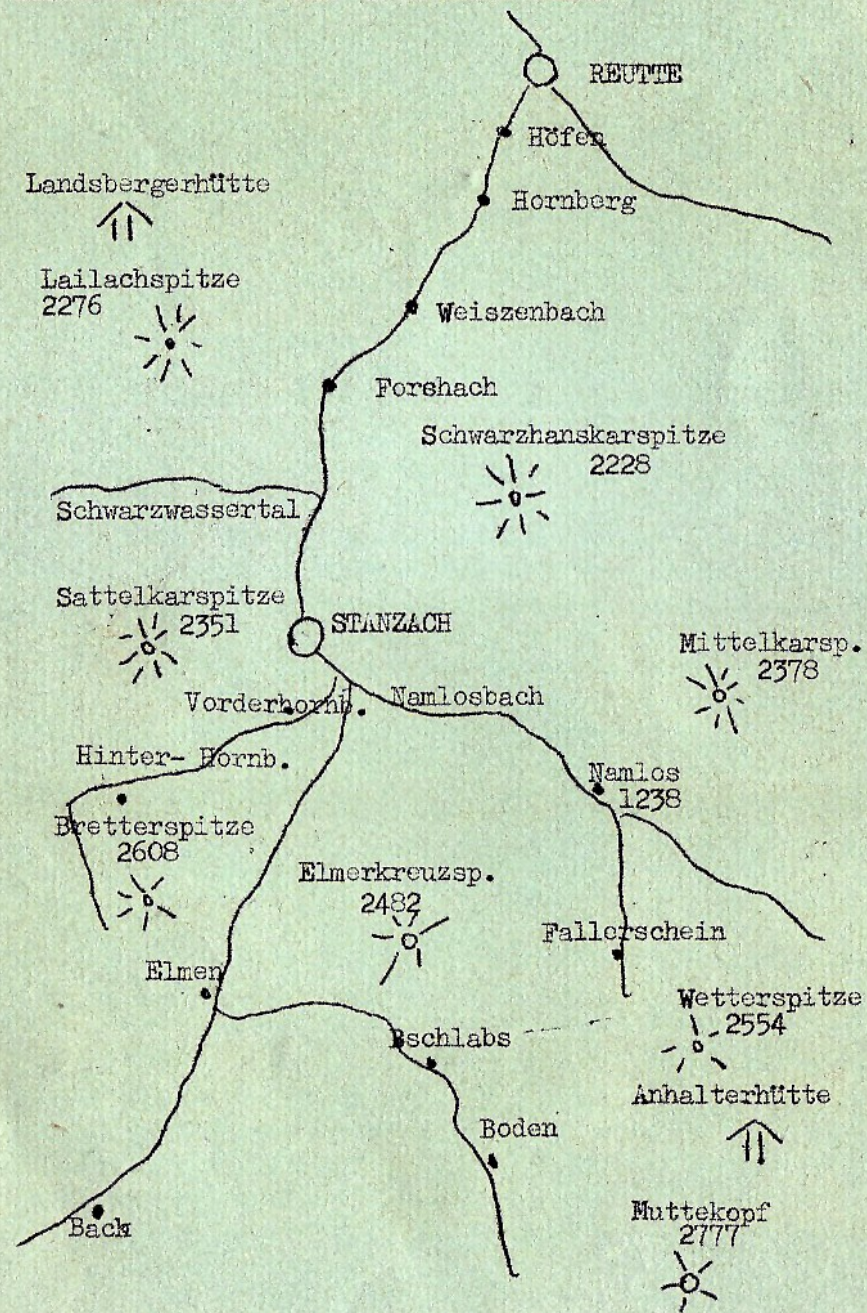 REUTTE
Höfen
Landsbergerhütte
Hornberg
Lailachspitze
2276
Weiszenbach
Forshach
Schwarzhanskarspitze
2228
Schwarzwassertal
Sattelkarspitze
2351
STANZACH
Mittelkarsp.
2378
Vorderhornb.
Namlosbach
Hinter- Hornb.
Namlos
1238
Bretterspitze
2608
Elmerkreuzsp.
2482
Fallerschein
Elmen
Wetterspitze
2554
Bschlabs
Anhalterhütte
Boden
Muttekopf
2777
Bach